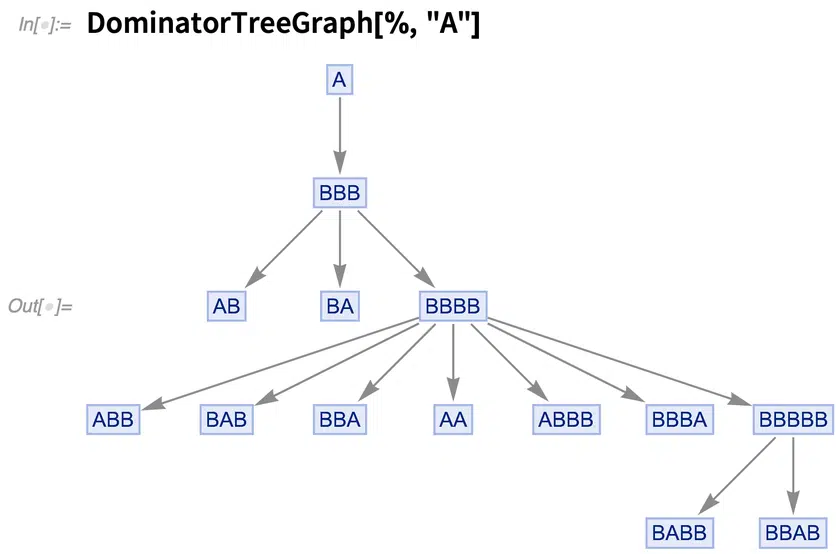 In[•]:= DominatorTreeGraph[%, "A"]
A
BBB
AB BA BBBB
Out[•]=
ABB BAB BBA AA ABBB BBBA BBBBB
BABB BBAB